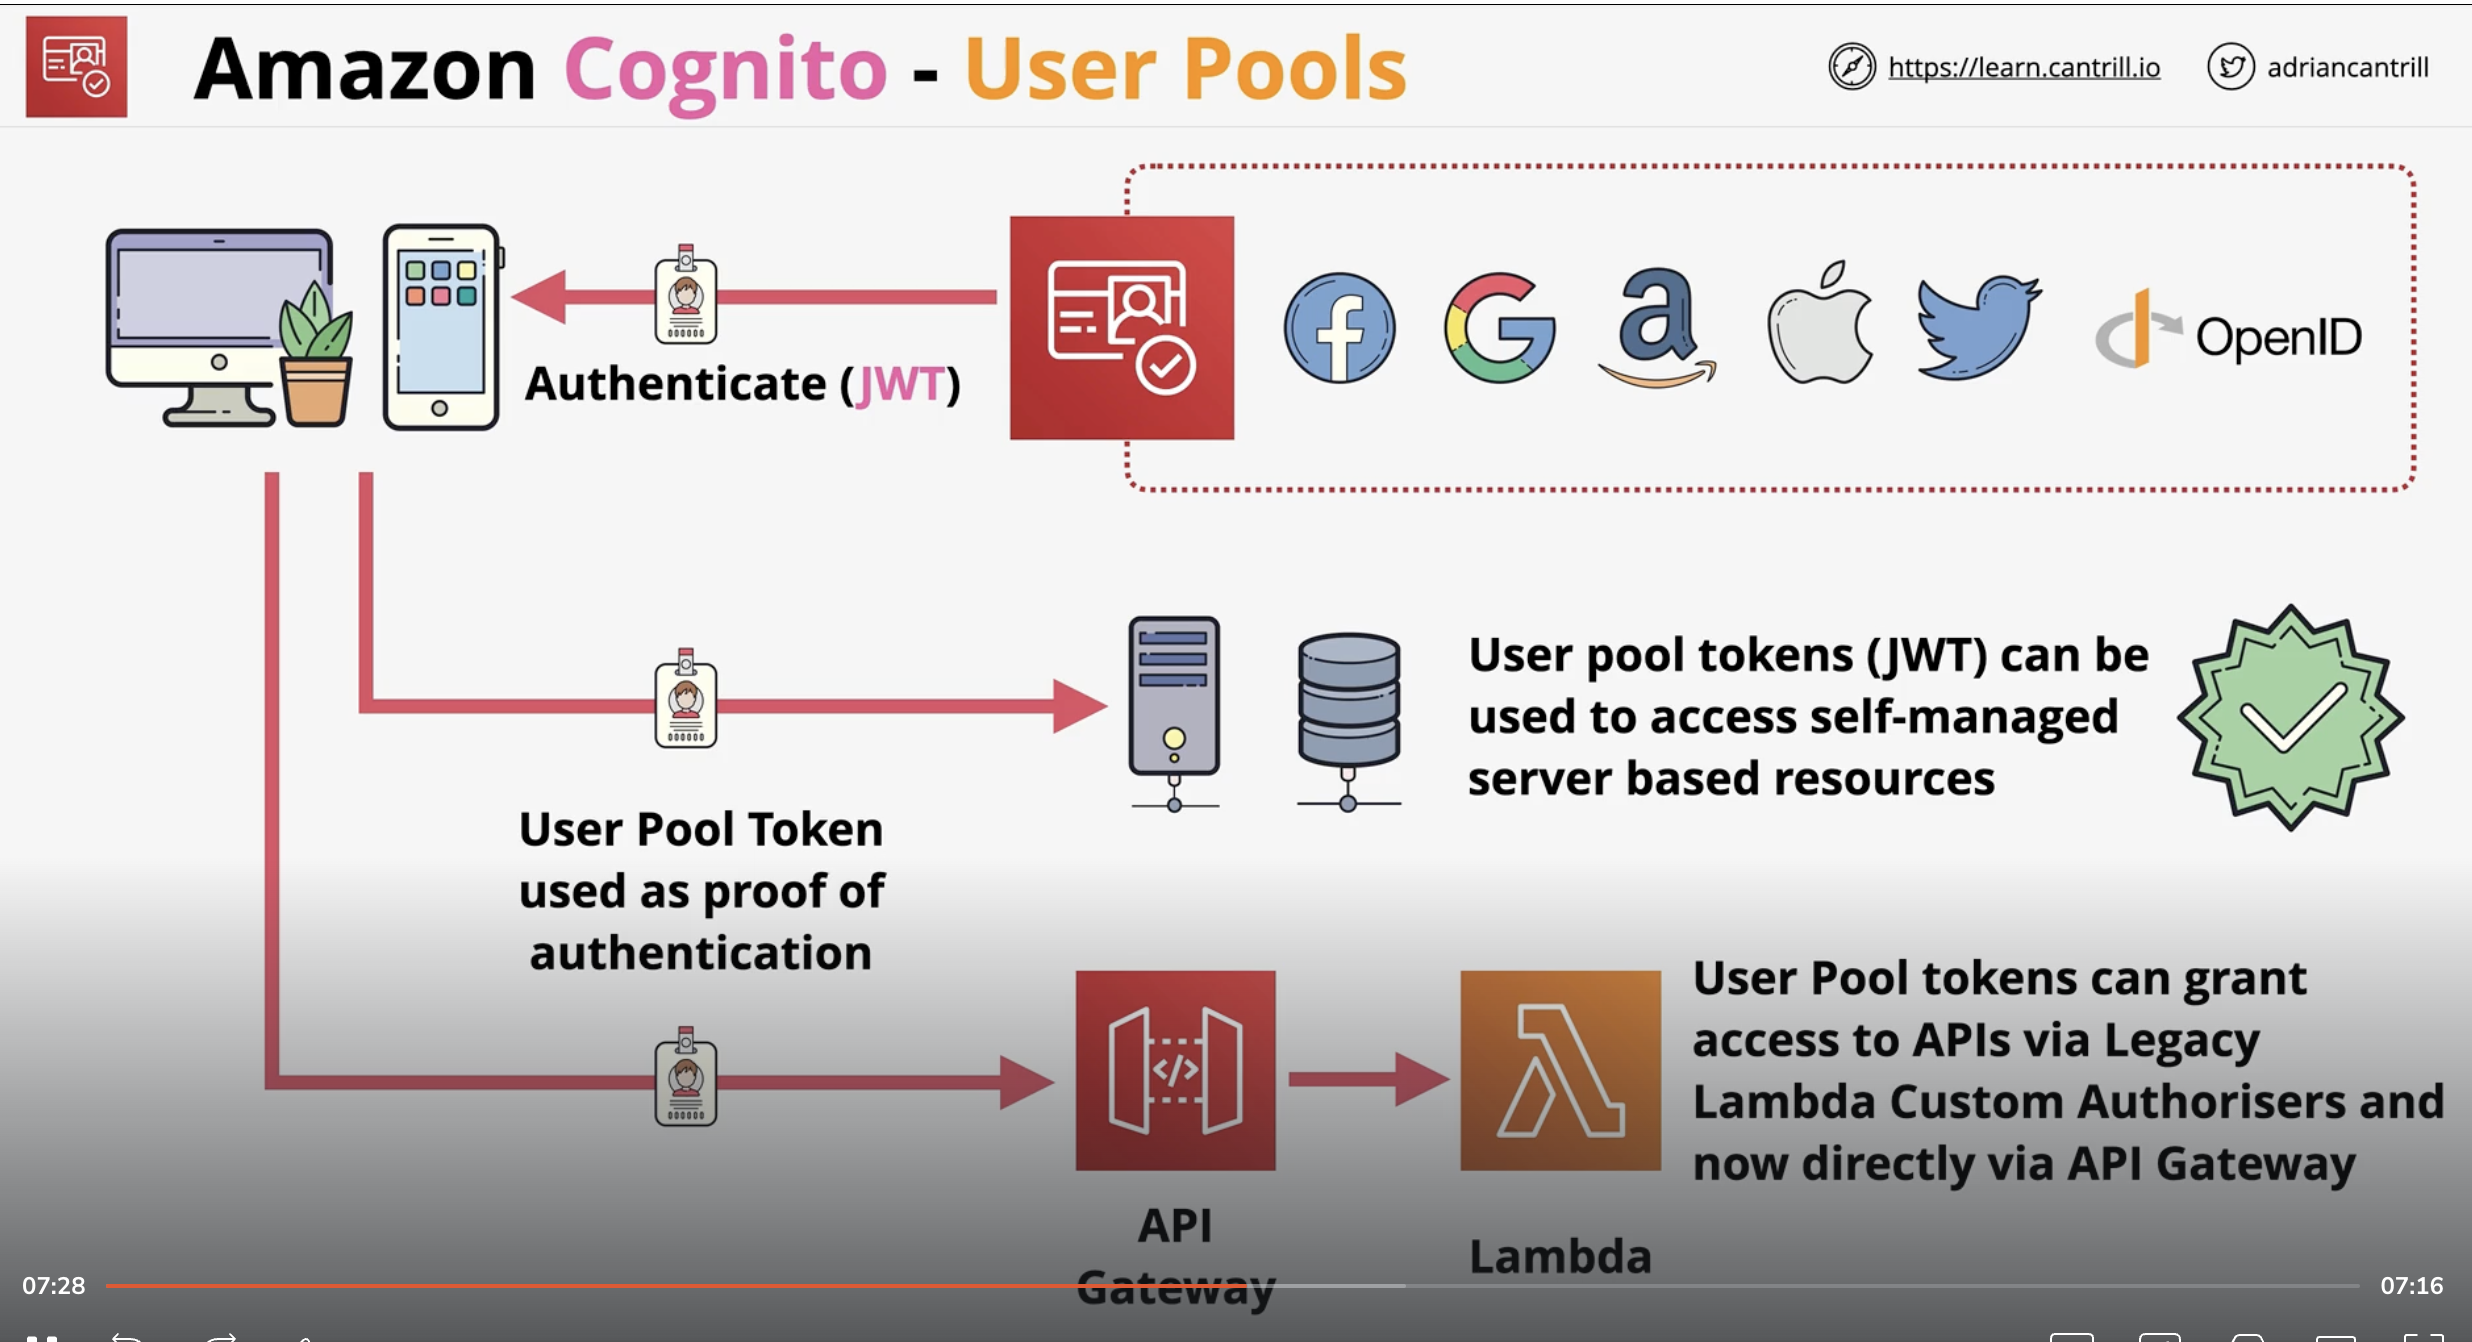 Amazon Cognito - User Pools
https://learn.cantrill.io
adriancantrill
OpenID
Authenticate (JWT)
User pool tokens (JWT) can be
used to access self-managed
server based resources
User Pool Token
used as proof of
authentication
User Pool tokens can grant
access to APIs via Legacy
Lambda Custom Authorisers and
now directly via API Gateway
API
Gateway
Lambda
07:28
07:16